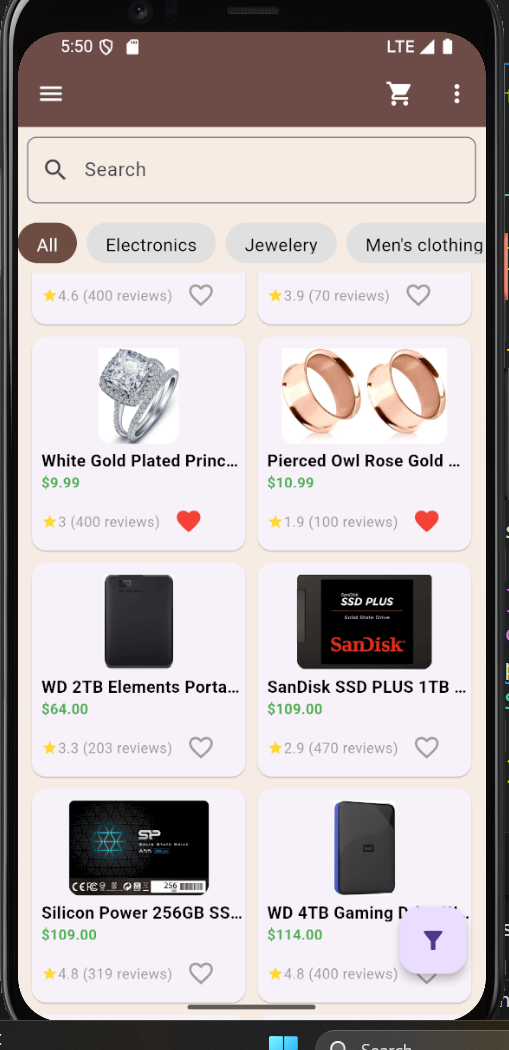 5:50
LTE
Search
All
Electronics
Jewelery
Men's clothing
4.6 (400 reviews)
3.9 (70 reviews)
White Gold Plated Princ...
Pierced Owl Rose Gold ...
$9.99
$10.99
3 (400 reviews)
1.9 (100 reviews)
SanDisk
SSD PLUS
Solid State Drive
SanDisk
WD 2TB Elements Porta...
SanDisk SSD PLUS 1TB ...
$64.00
$109.00
3.3 (203 reviews)
2.9 (470 reviews)
SP
256
Silicon Power 256GB SS...
WD 4TB Gaming
$109.00
$114.00
4.8 (319 reviews)
4.8 (400 reviews)
Search